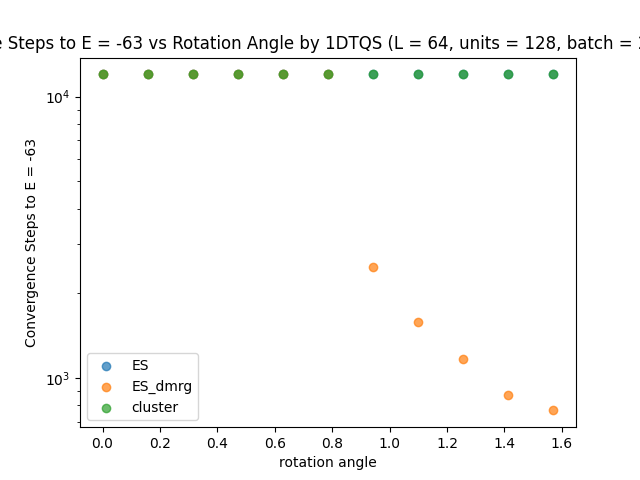 Steps to E = -63 vs Rotation Angle by 1DTQS (L = 64, units = 128, batch =
Convergence Steps to E = -63
10⁴
10³
ES
ES_dmrg
cluster
0.0 0.2 0.4 0.6 0.8 1.0 1.2 1.4 1.6
rotation angle